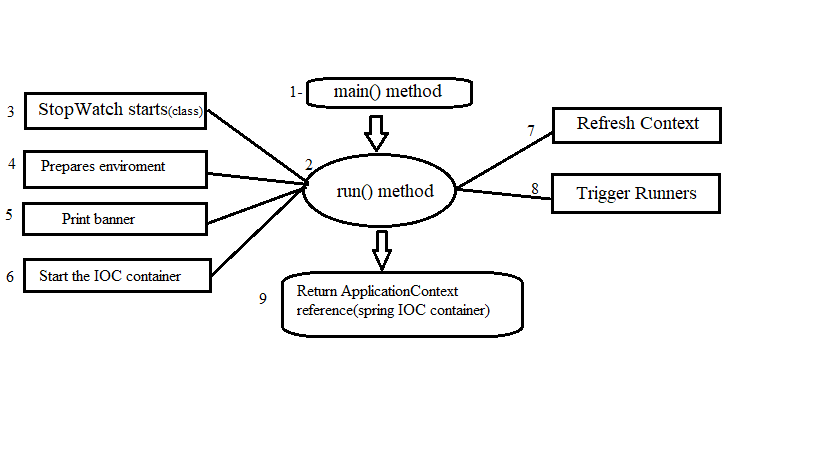 1-
main() method
3
StopWatch starts(class)
7
Refresh Context
4
Prepares enviroment
2
run() method
8
Trigger Runners
5
Print banner
6
Start the IOC container
9
Return ApplicationContext
reference(spring IOC container)